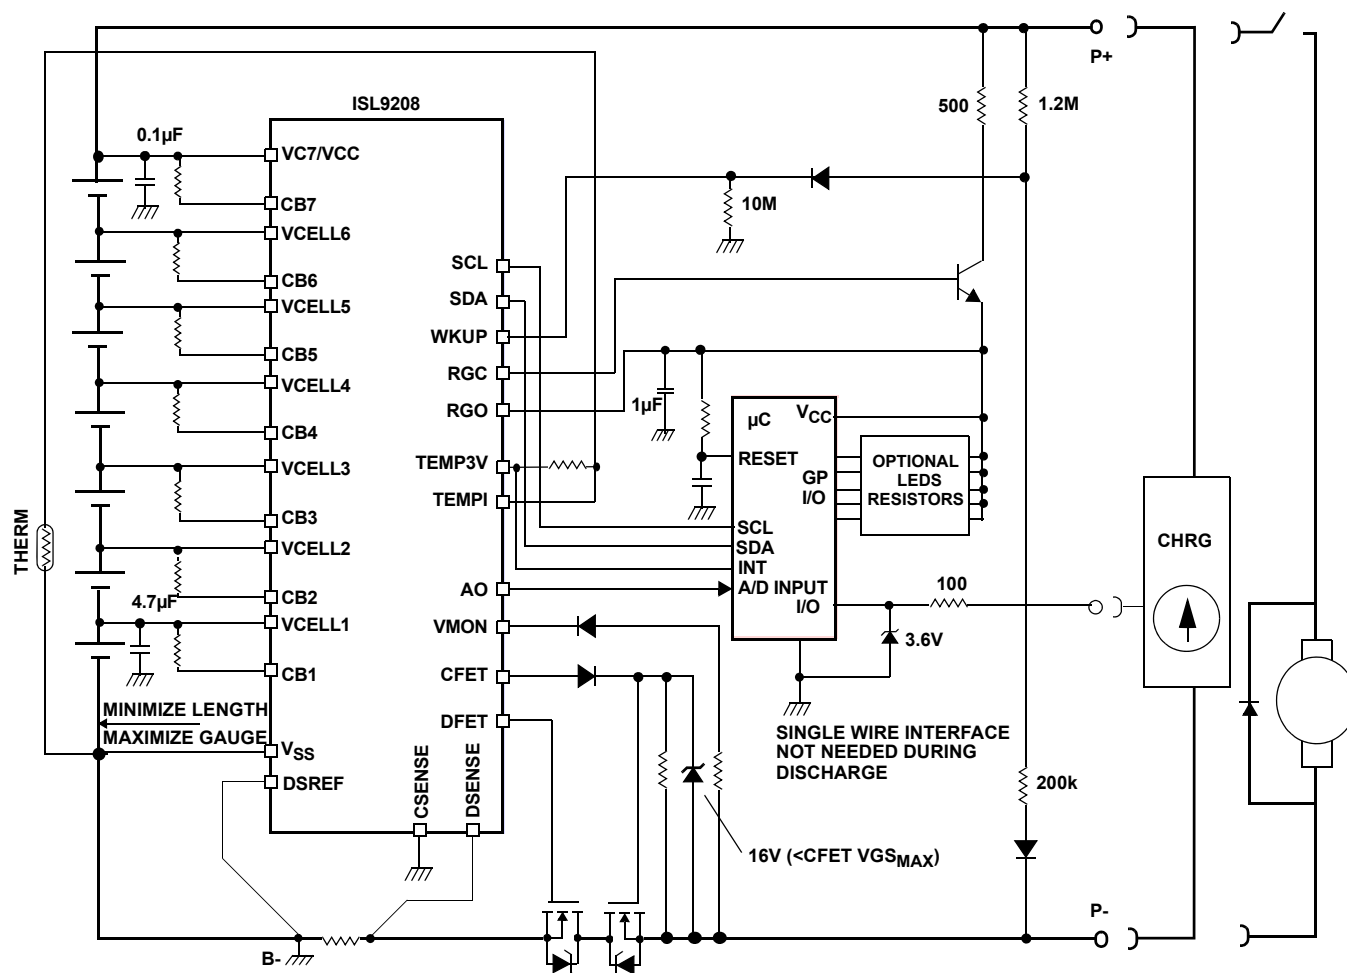 P+
ISL9208
500
1.2M
0.1µF
VC7/VCC
CB7
10M
VCELL6
SCL
CB6
SDA
VCELL5
WKUP
CB5
RGC
VCELL4
RGO
1µF
µC
VCC
CB4
TEMP3V
RESET
OPTIONAL
LEDS
RESISTORS
VCELL3
GP
I/O
TEMPI
CB3
SCL
THERM
VCELL2
SDA
CHRG
INT
AO
A/D INPUT
100
CB2
4.7µF
I/O
VCELL1
VMON
3.6V
CB1
CFET
MINIMIZE LENGTH
MAXIMIZE GAUGE
DFET
SINGLE WIRE INTERFACE
NOT NEEDED DURING
DISCHARGE
VSS
DSREF
CSENSE
DSENSE
200k
16V (<CFET VGSMAX)
P-
B-